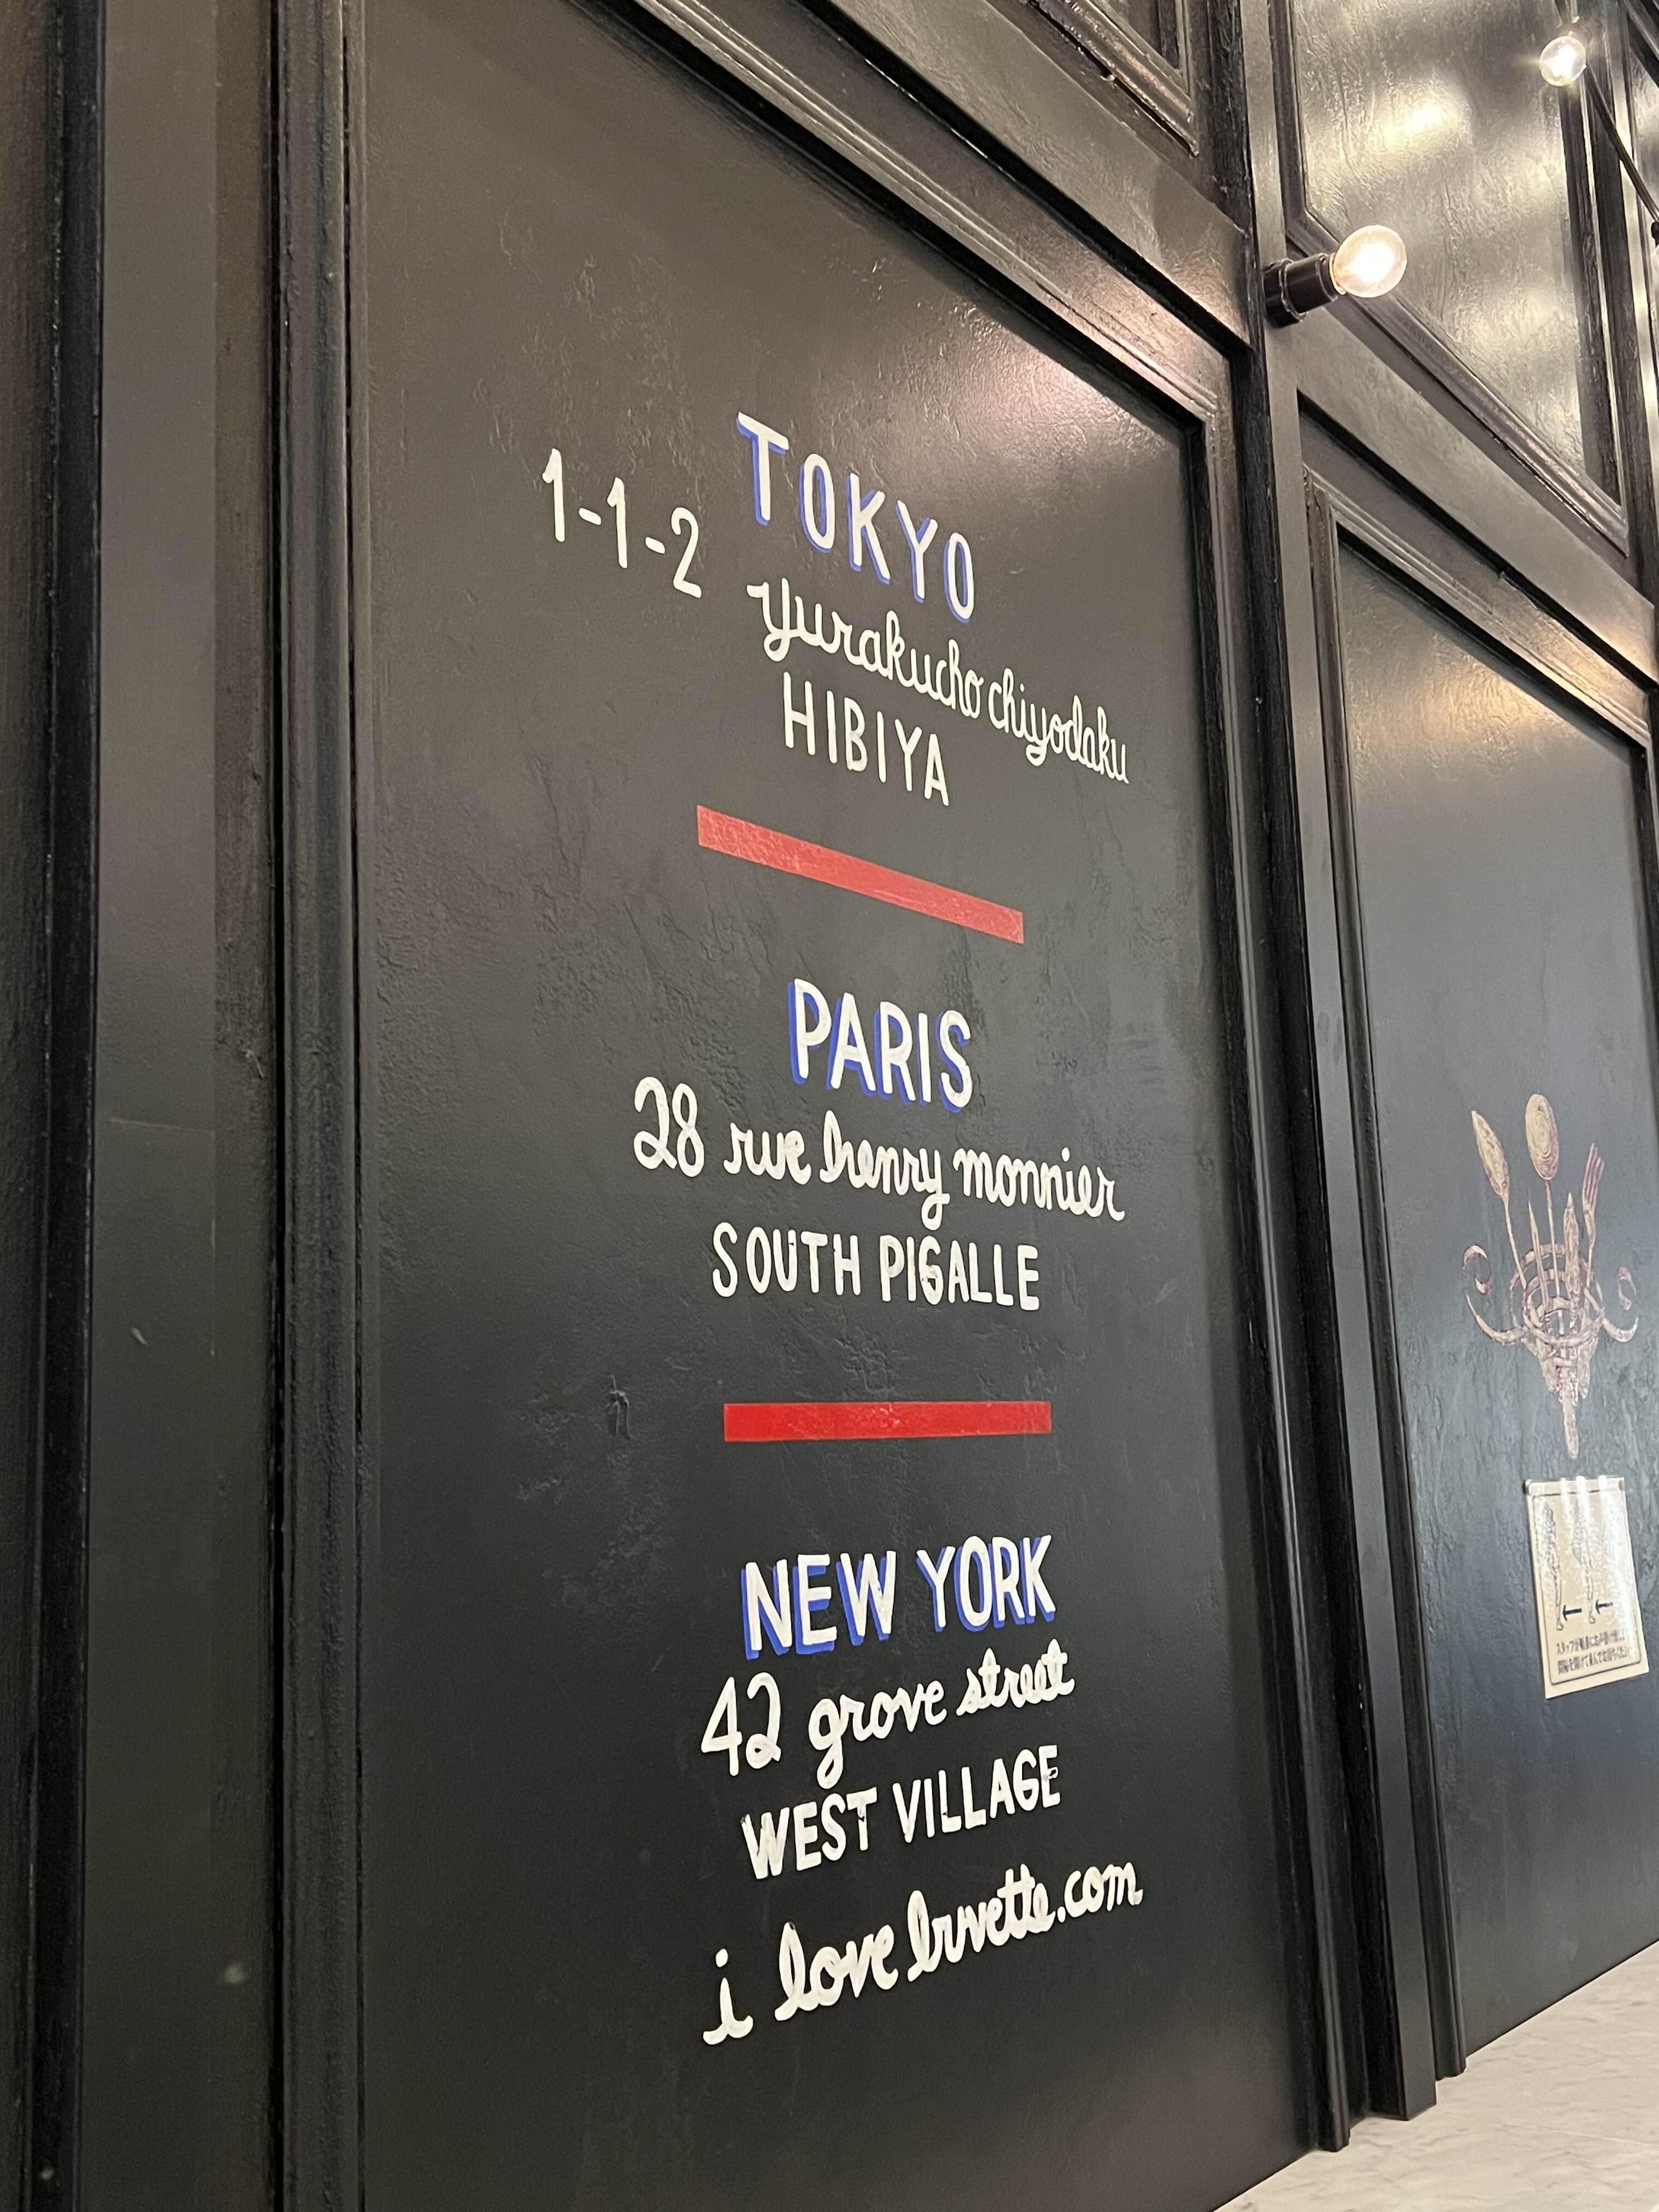 TOKYO
1-1-2 yurakucho chiyodaku
HIBIYA
PARIS
28 rue henry monnier
SOUTH PIGALLE
NEW YORK
42 grove street
WEST VILLAGE
i love buvette.com